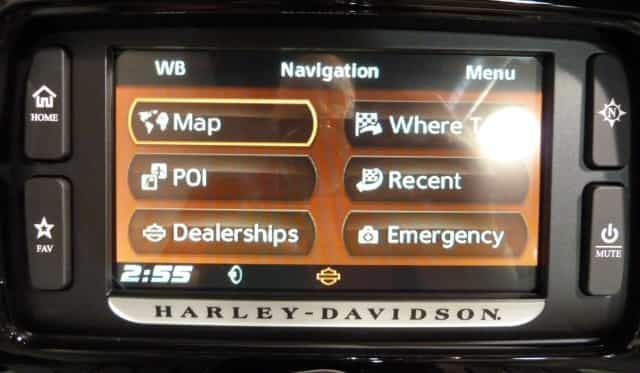 WB Navigation Menu
HOME
N
Map
Where
POI
Recent
FAV
MUTE
Dealerships
Emergency
2:55
HARLEY-DAVIDSON.